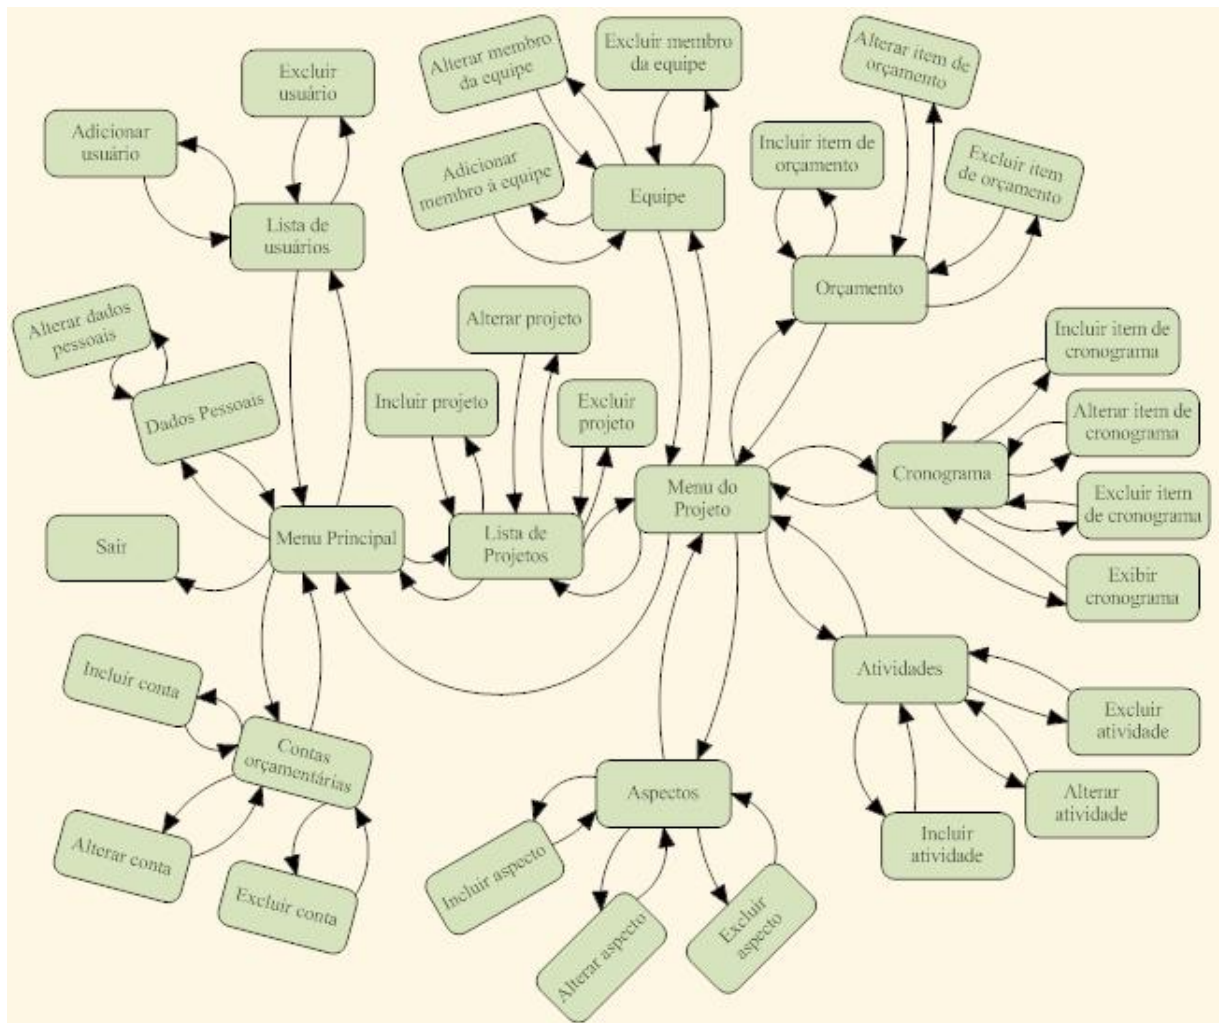 Alterar membro
da equipe
Excluir membro
da equipe
Alterar item de
orçamento
Excluir
usuário
Adicionar
usuário
Incluir item de
orçamento
Excluir item
de orçamento
Adicionar
membro à equipe
Equipe
Lista de
usuários
Orçamento
Alterar dados
pessoais
Alterar projeto
Incluir item de
cronograma
Dados Pessoais
Incluir projeto
Excluir
projeto
Alterar item de
cronograma
Cronograma
Menu do
Projeto
Excluir item
de cronograma
Sair
Menu Principal
Lista de
Projetos
Exibir
cronograma
Incluir conta
Atividades
Excluir
atividade
Contas
orçamentárias
Aspectos
Alterar
atividade
Alterar conta
Incluir
atividade
Incluir aspecto
Excluir conta
Alterar aspecto
Excluir
aspecto